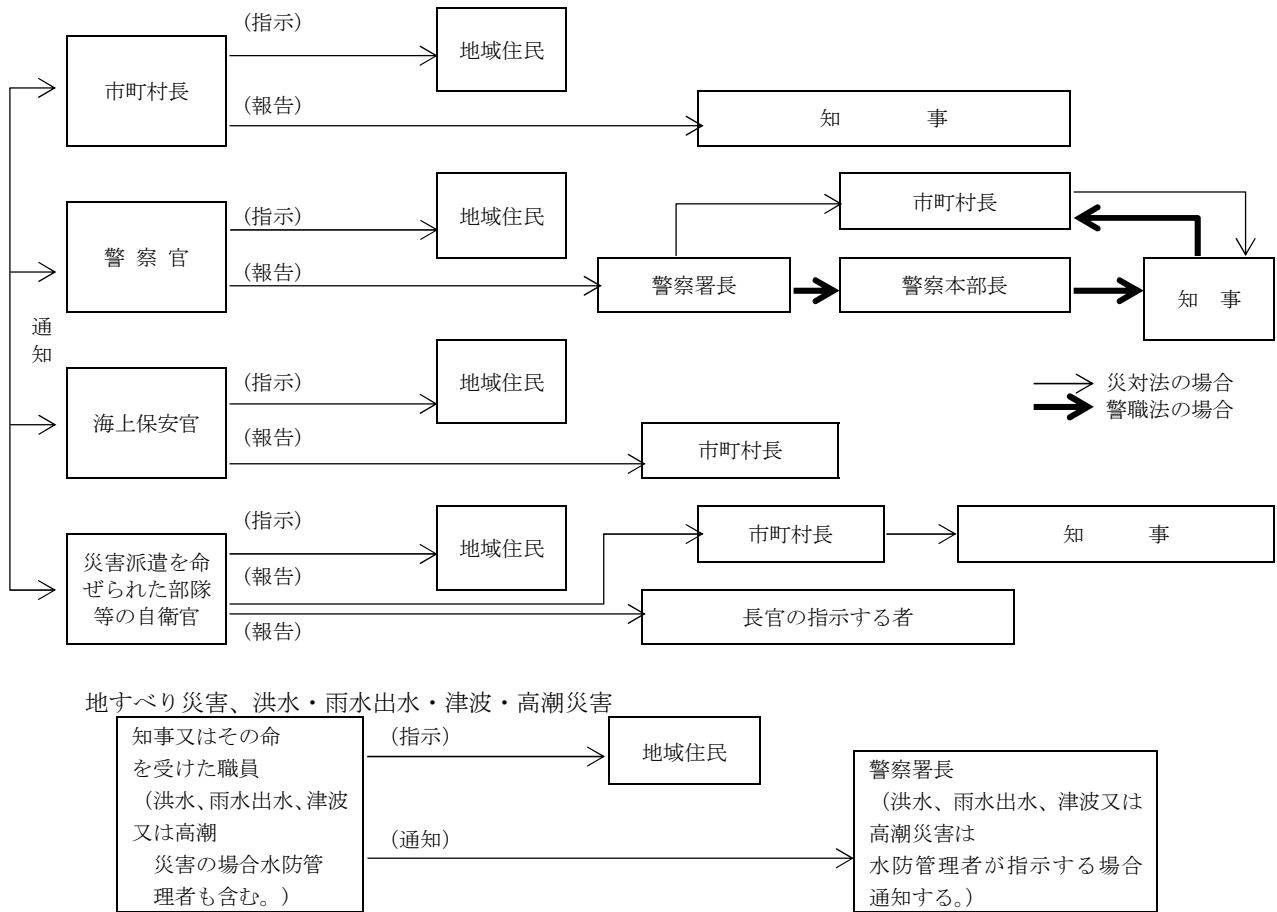 (指示)
地域住民
市町村長
(報告)
知 事
(指示)
地域住民
市町村長
警 察 官
(報告)
警察署長
警察本部長
知 事
通
知
(指示)
地域住民
災対法の場合
海上保安官
(報告)
警職法の場合
市町村長
(指示)
地域住民
市町村長
知 事
災害派遣を命
ぜられた部隊
等の自衛官
(報告)
長官の指示する者
(報告)
地すべり災害、洪水・雨水出水・津波・高潮災害
知事又はその命
を受けた職員
(洪水、雨水出水、津波
又は高潮
災害の場合水防管
理者も含む。)
(指示)
地域住民
(通知)
警察署長
(洪水、雨水出水、津波又は
高潮災害は
水防管理者が指示する場合
通知する。)